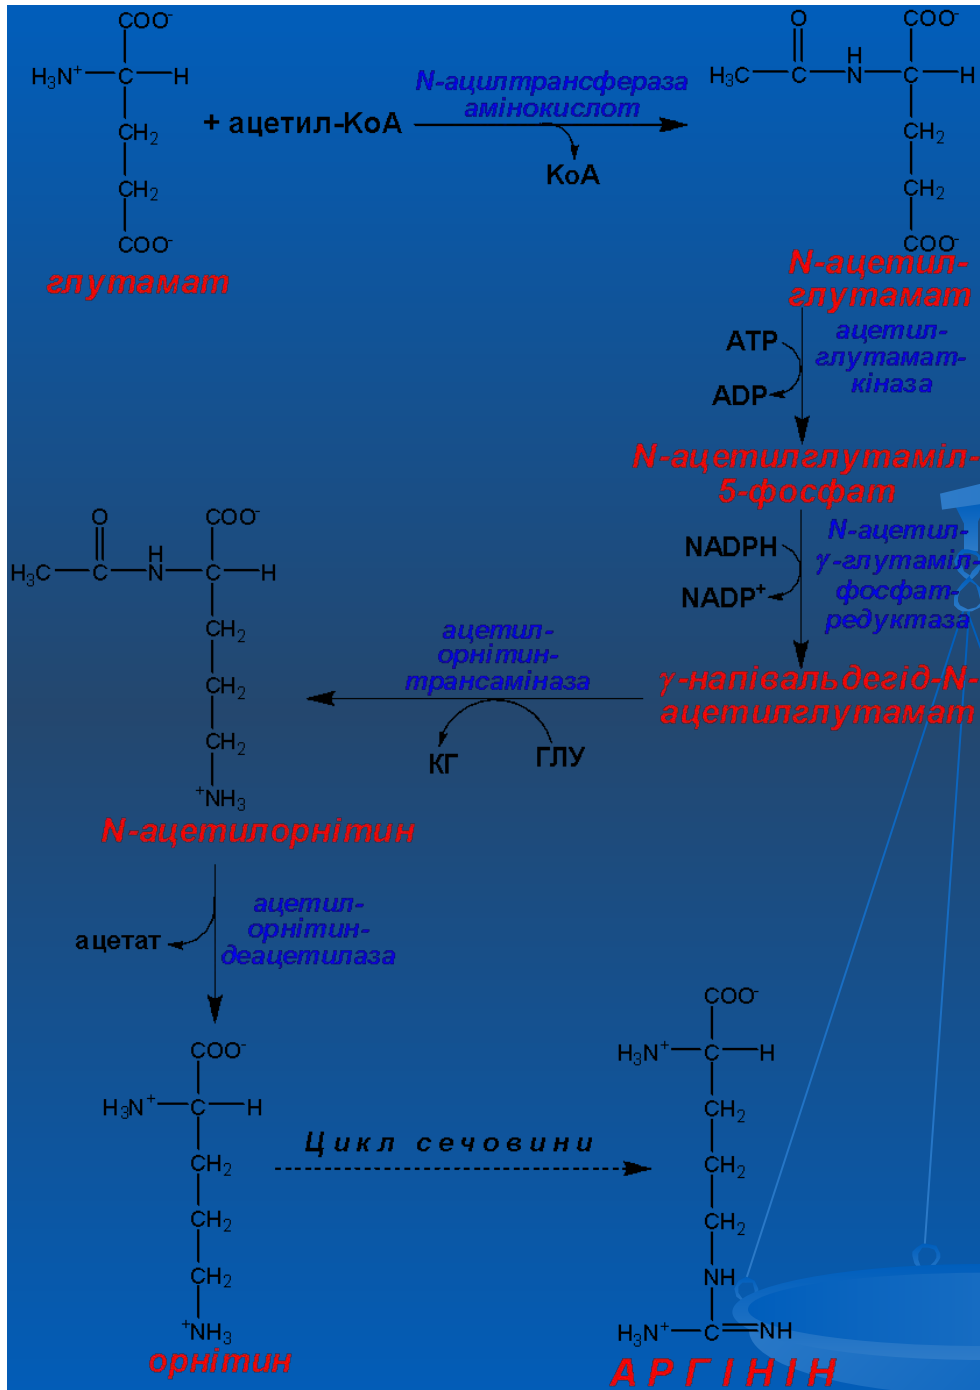 COO⁻
H₃N⁺ C H
CH₂
CH₂
COO⁻
глутамат
+ ацетил-КоА
N-ацилтрансфераза
амінокислот
КоА
O
COO⁻
H
H₃C C N C H
CH₂
CH₂
COO⁻
N-ацетил-
глутамат
ATP
ADP
ацетил-
глутамат-
кіназа
N-ацетилглутаміл-
5-фосфат
NADPH
NADP⁺
N-ацетил-
γ-глутаміл-
фосфат-
редуктаза
γ-напівальдегід-N-
ацетилглутамат
ацетил-
орнітин-
трансаміназа
КГ
ГЛУ
O
COO⁻
H
H₃C C N C H
CH₂
CH₂
CH₂
⁺NH₃
N-ацетилорнітин
ацетат
ацетил-
орнітин-
деацетилаза
COO⁻
H₃N⁺ C H
CH₂
CH₂
CH₂
⁺NH₃
орнітин
Цикл сечовини
COO⁻
H₃N⁺ C H
CH₂
CH₂
CH₂
NH
H₃N⁺ C NH
АРГІНІН